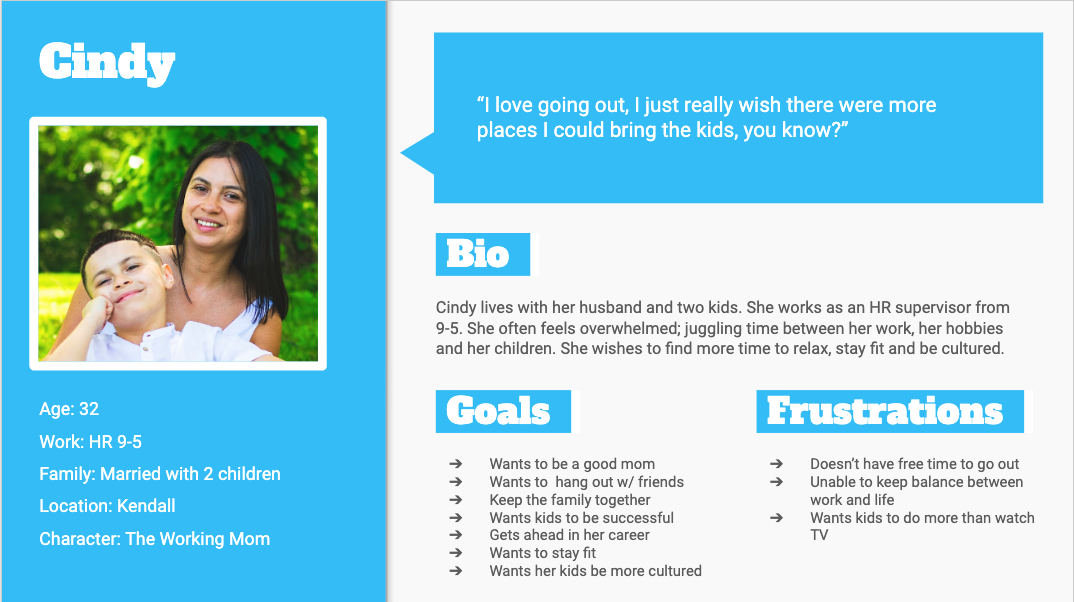 Cindy
Age: 32
Work: HR 9-5
Family: Married with 2 children
Location: Kendall
Character: The Working Mom
“I love going out, I just really wish there were more
places I could bring the kids, you know?”
Bio
Cindy lives with her husband and two kids. She works as an HR supervisor from
9-5. She often feels overwhelmed; juggling time between her work, her hobbies
and her children. She wishes to find more time to relax, stay fit and be cultured.
Goals
➔ Wants to be a good mom
➔ Wants to  hang out w/ friends
➔ Keep the family together
➔ Wants kids to be successful
➔ Gets ahead in her career
➔ Wants to stay fit
➔ Wants her kids be more cultured
Frustrations
➔ Doesn’t have free time to go out
➔ Unable to keep balance between
work and life
➔ Wants kids to do more than watch
TV